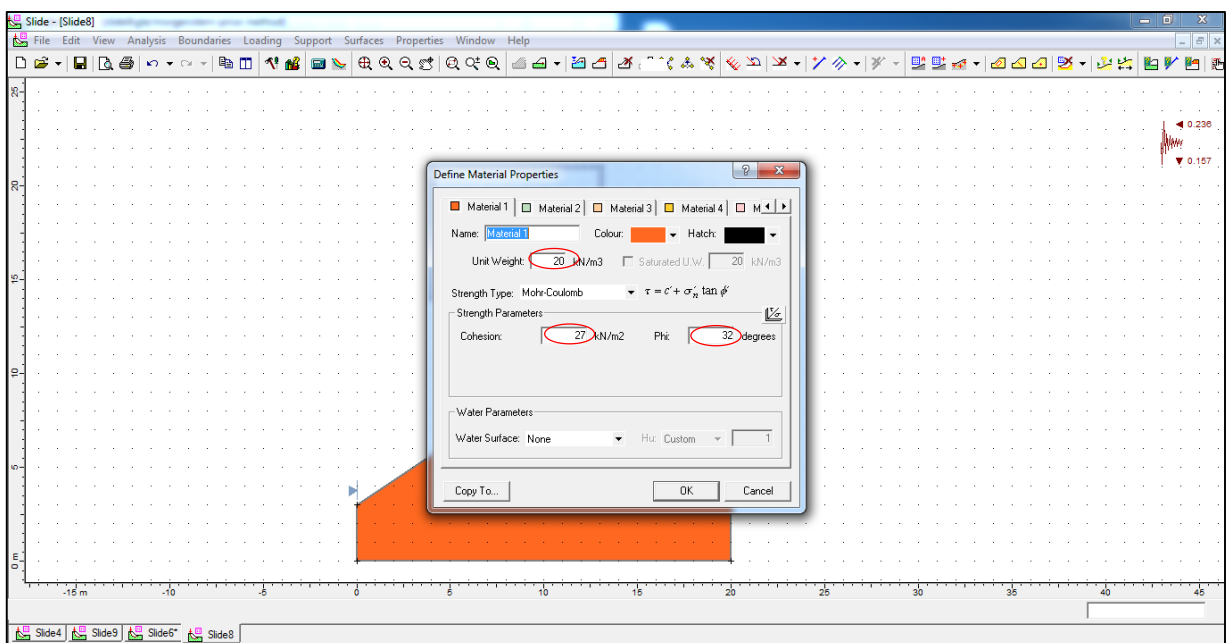 Slide - [Slide8]
File Edit View Analysis Boundaries Loading Support Surfaces Properties Window Help
25
0.236
0.157
20
15
10
5
0 m
Define Material Properties
Material 1 Material 2 Material 3 Material 4 M
Name: Material 1 Colour: Hatch:
Unit Weight: 20 kN/m3 Saturated U.W. 20 kN/m3
Strength Type: Mohr-Coulomb τ = c′ + σ′n tan ϕ′
Strength Parameters
Cohesion: 27 kN/m2 Phi: 32 degrees
Water Parameters
Water Surface: None Hu: Custom 1
Copy To... OK Cancel
-15 m -10 -5 0 5 10 15 20 25 30 35 40 45
Slide4 Slide9 Slide6* Slide8